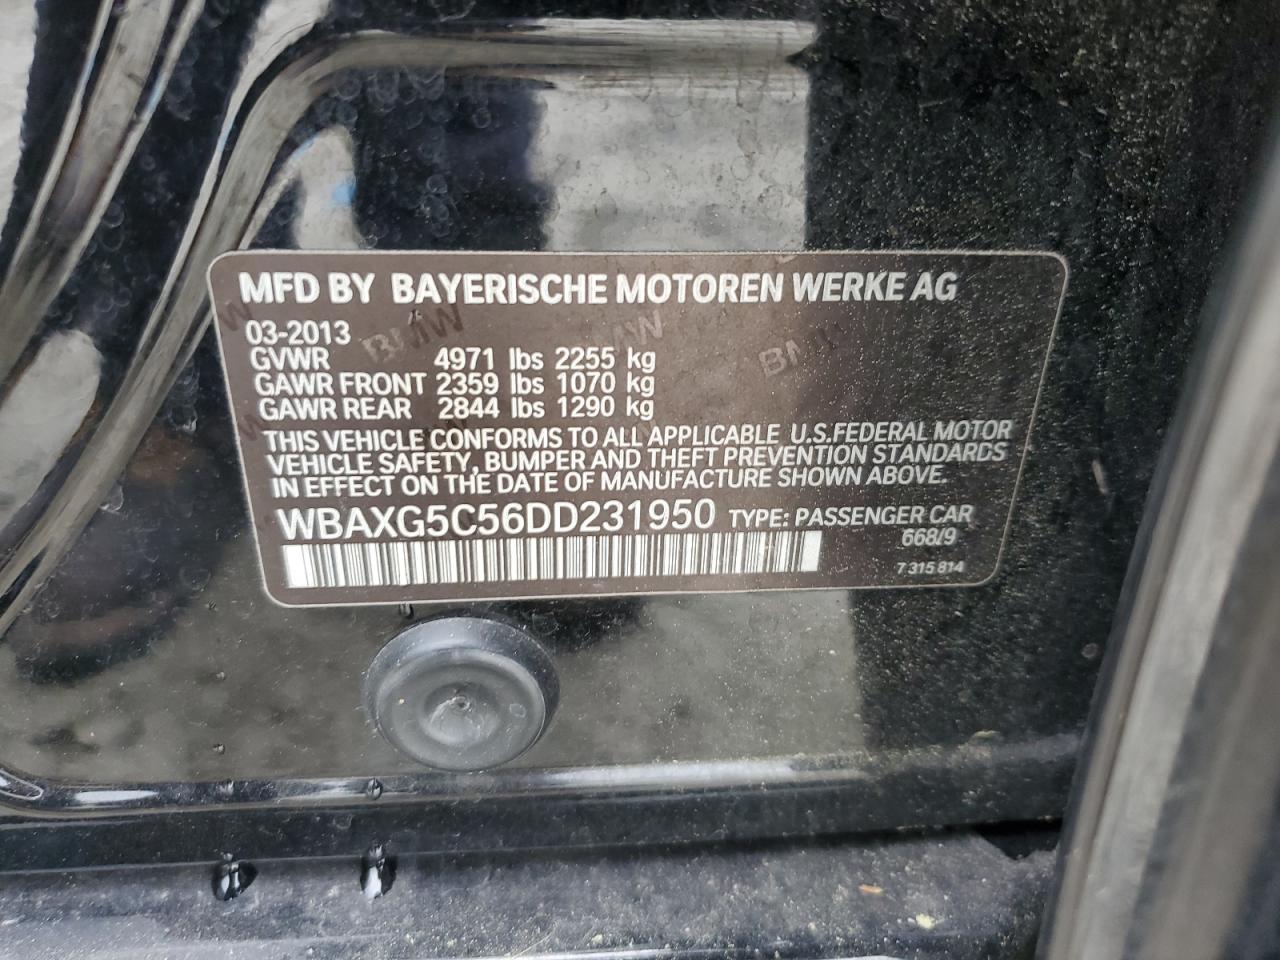 MFD BY BAYERISCHE MOTOREN WERKE AG
03-2013
GVWR 4971 lbs 2255 kg
GAWR FRONT 2359 lbs 1070 kg
GAWR REAR 2844 lbs 1290 kg
THIS VEHICLE CONFORMS TO ALL APPLICABLE U.S.FEDERAL MOTOR
VEHICLE SAFETY, BUMPER AND THEFT PREVENTION STANDARDS
IN EFFECT ON THE DATE OF MANUFACTURE SHOWN ABOVE.
WBAXG5C56DD231950 TYPE: PASSENGER CAR
668/9
7 315 814